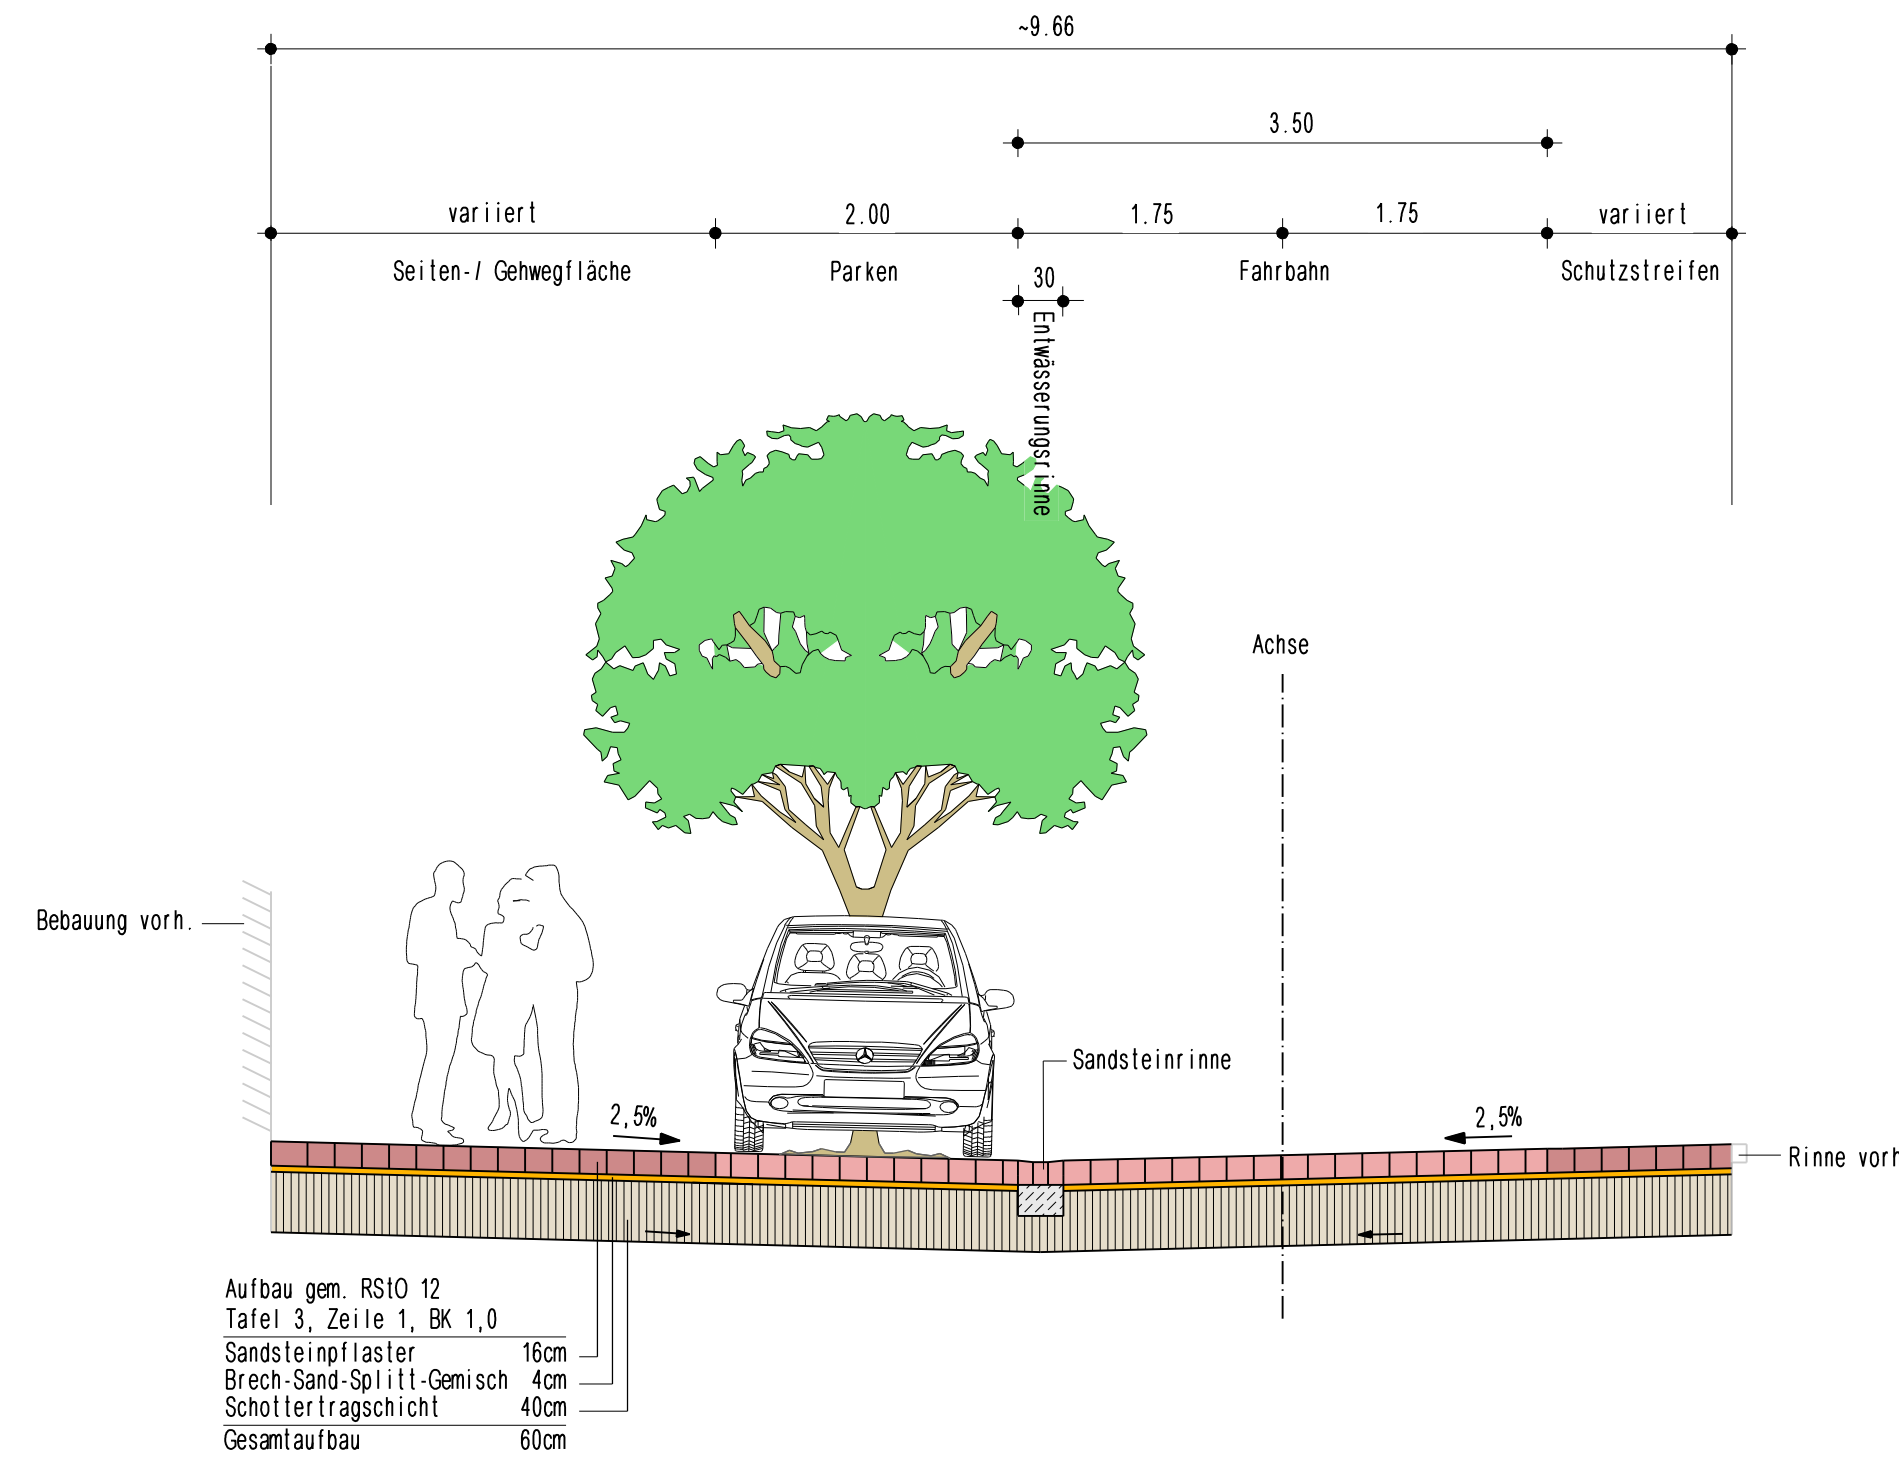 ~9.66
3.50
variiert 2.00 1.75 1.75 variiert
Seiten-/ Gehwegfläche Parken Fahrbahn Schutzstreifen
30
Entwässerungsrinne
Achse
Bebauung vorh.
Sandsteinrinne
2,5% 2,5%
Rinne vorh
Aufbau gem. RStO 12
Tafel 3, Zeile 1, BK 1,0
Sandsteinpflaster 16cm
Brech-Sand-Splitt-Gemisch 4cm
Schottertragschicht 40cm
Gesamtaufbau 60cm